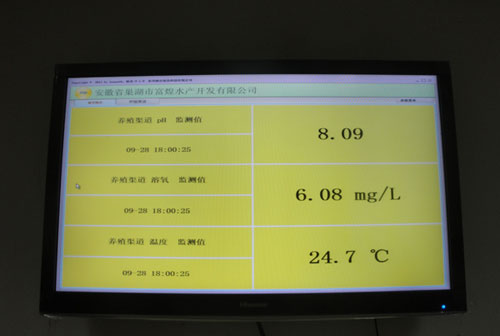 安徽省巢湖市富煌水产开发有限公司
养殖渠道 pH 监测值
8.09
09-28 18:00:25
养殖渠道 溶氧 监测值
6.08 mg/L
09-28 18:00:25
养殖渠道 温度 监测值
24.7 ℃
09-28 18:00:25
Hisense